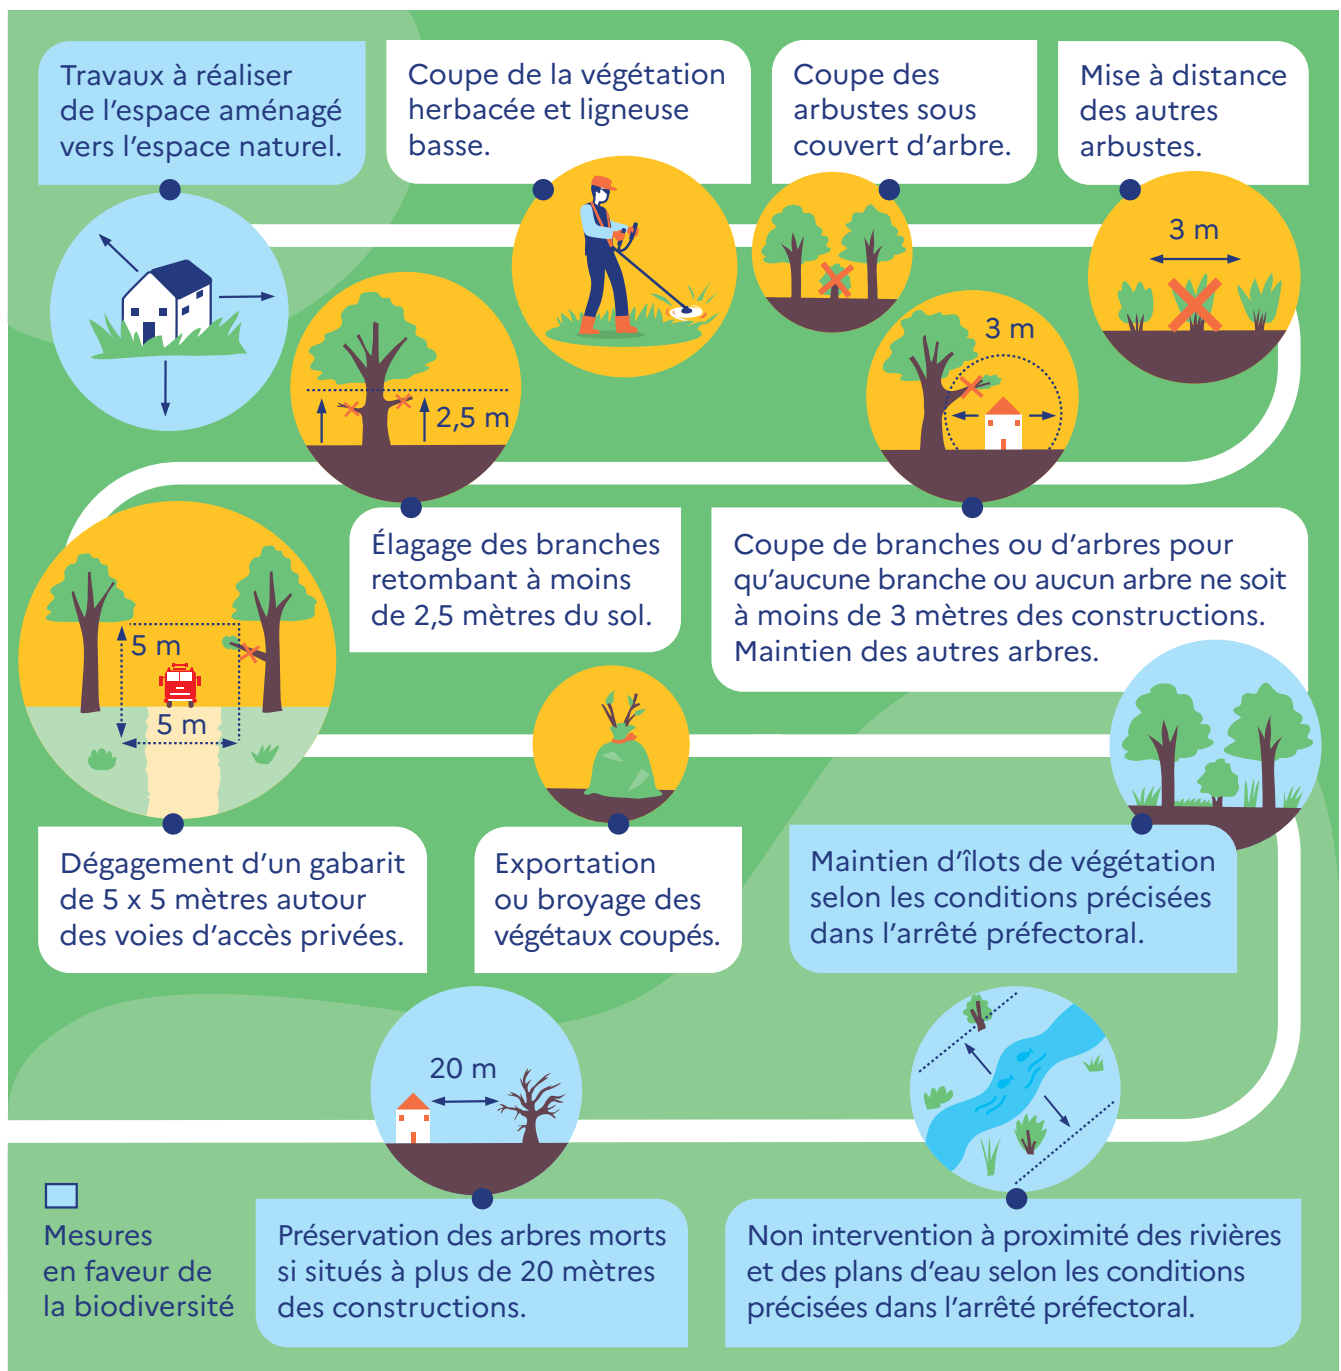 Travaux à réaliser
de l’espace aménagé
vers l’espace naturel.
Coupe de la végétation
herbacée et ligneuse
basse.
Coupe des
arbustes sous
couvert d’arbre.
Mise à distance
des autres
arbustes.
3 m
3 m
Coupe de branches ou d’arbres pour
qu’aucune branche ou aucun arbre ne soit
à moins de 3 mètres des constructions.
Maintien des autres arbres.
2,5 m
Élagage des branches
retombant à moins
de 2,5 mètres du sol.
5 m
5 m
Dégagement d’un gabarit
de 5 x 5 mètres autour
des voies d’accès privées.
Exportation
ou broyage des
végétaux coupés.
Maintien d’îlots de végétation
selon les conditions précisées
dans l’arrêté préfectoral.
Non intervention à proximité des rivières
et des plans d’eau selon les conditions
précisées dans l’arrêté préfectoral.
20 m
Préservation des arbres morts
si situés à plus de 20 mètres
des constructions.
Mesures
en faveur de
la biodiversité